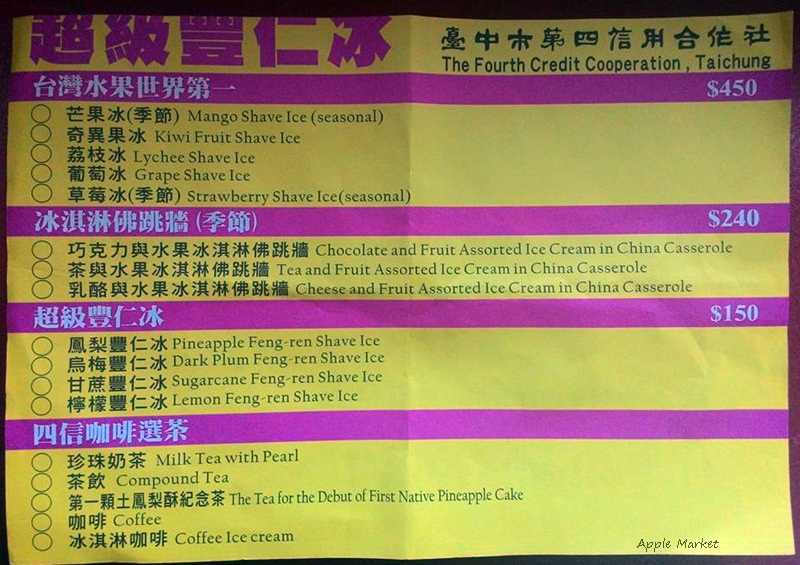 超級豐仁冰
臺中市第四信用合作社
The Fourth Credit Cooperation , Taichung
台灣水果世界第一 $450
芒果冰(季節) Mango Shave Ice (seasonal)
奇異果冰 Kiwi Fruit Shave Ice
荔枝冰 Lychee Shave Ice
葡萄冰 Grape Shave Ice
草莓冰(季節) Strawberry Shave Ice(seasonal)
冰淇淋佛跳牆 (季節) $240
巧克力與水果冰淇淋佛跳牆 Chocolate and Fruit Assorted Ice Cream in China Casserole
茶與水果冰淇淋佛跳牆 Tea and Fruit Assorted Ice Cream in China Casserole
乳酪與水果冰淇淋佛跳牆 Cheese and Fruit Assorted Ice Cream in China Casserole
超級豐仁冰 $150
鳳梨豐仁冰 Pineapple Feng-ren Shave Ice
烏梅豐仁冰 Dark Plum Feng-ren Shave Ice
甘蔗豐仁冰 Sugarcane Feng-ren Shave Ice
檸檬豐仁冰 Lemon Feng-ren Shave Ice
四信咖啡選茶
珍珠奶茶 Milk Tea with Pearl
茶飲 Compound Tea
第一顆土鳳梨酥紀念茶 The Tea for the Debut of First Native Pineapple Cake
咖啡 Coffee
冰淇淋咖啡 Coffee Ice cream
Apple Market